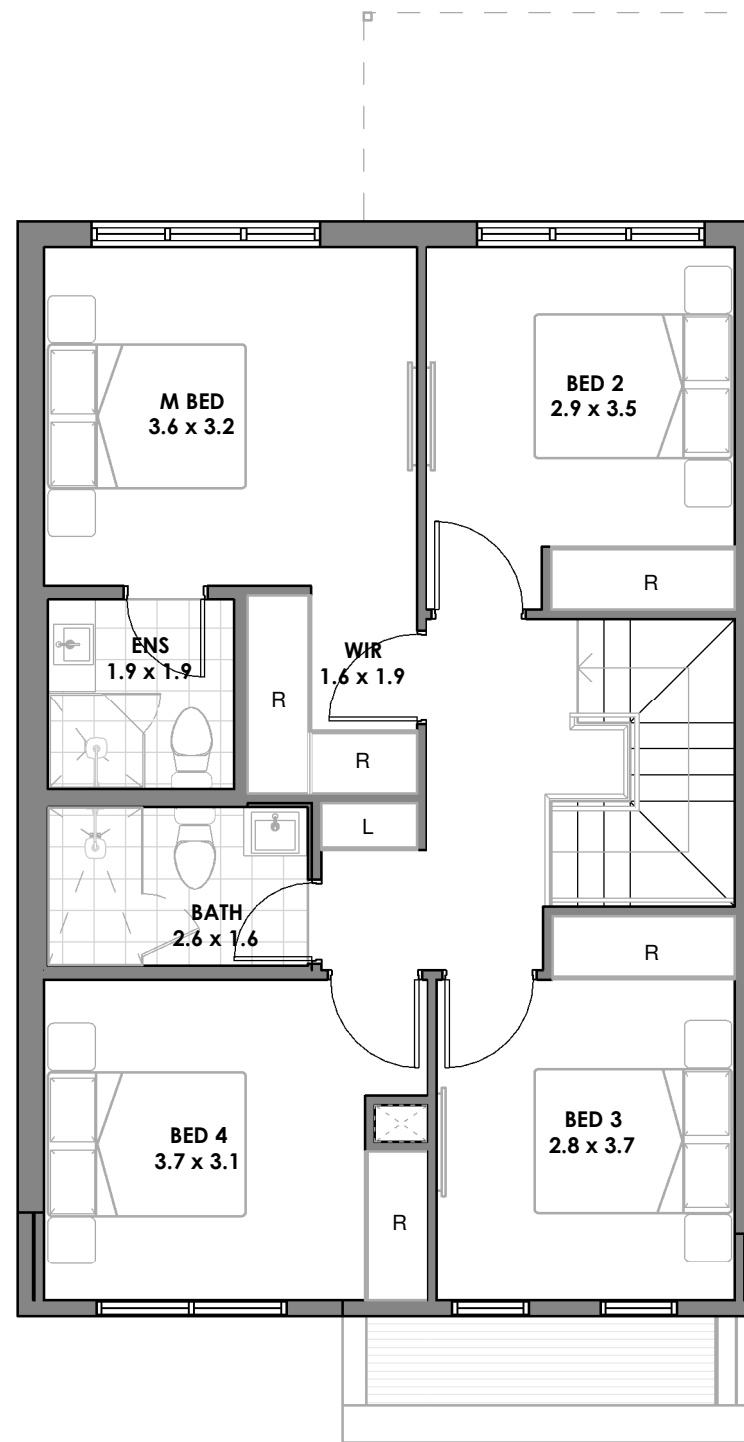 M BED
3.6 x 3.2
BED 2
2.9 x 3.5
R
ENS
1.9 x 1.9
WIR
1.6 x 1.9
R
R
L
BATH
2.6 x 1.6
R
BED 4
3.7 x 3.1
BED 3
2.8 x 3.7
R